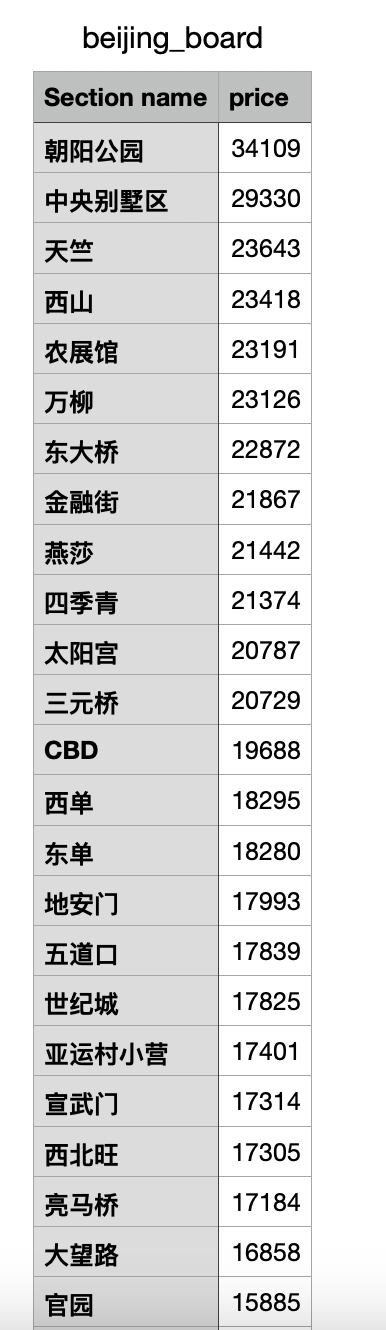 beijing_board
Section name price
朝阳公园 34109
中央别墅区 29330
天竺 23643
西山 23418
农展馆 23191
万柳 23126
东大桥 22872
金融街 21867
燕莎 21442
四季青 21374
太阳宫 20787
三元桥 20729
CBD 19688
西单 18295
东单 18280
地安门 17993
五道口 17839
世纪城 17825
亚运村小营 17401
宣武门 17314
西北旺 17305
亮马桥 17184
大望路 16858
官园 15885